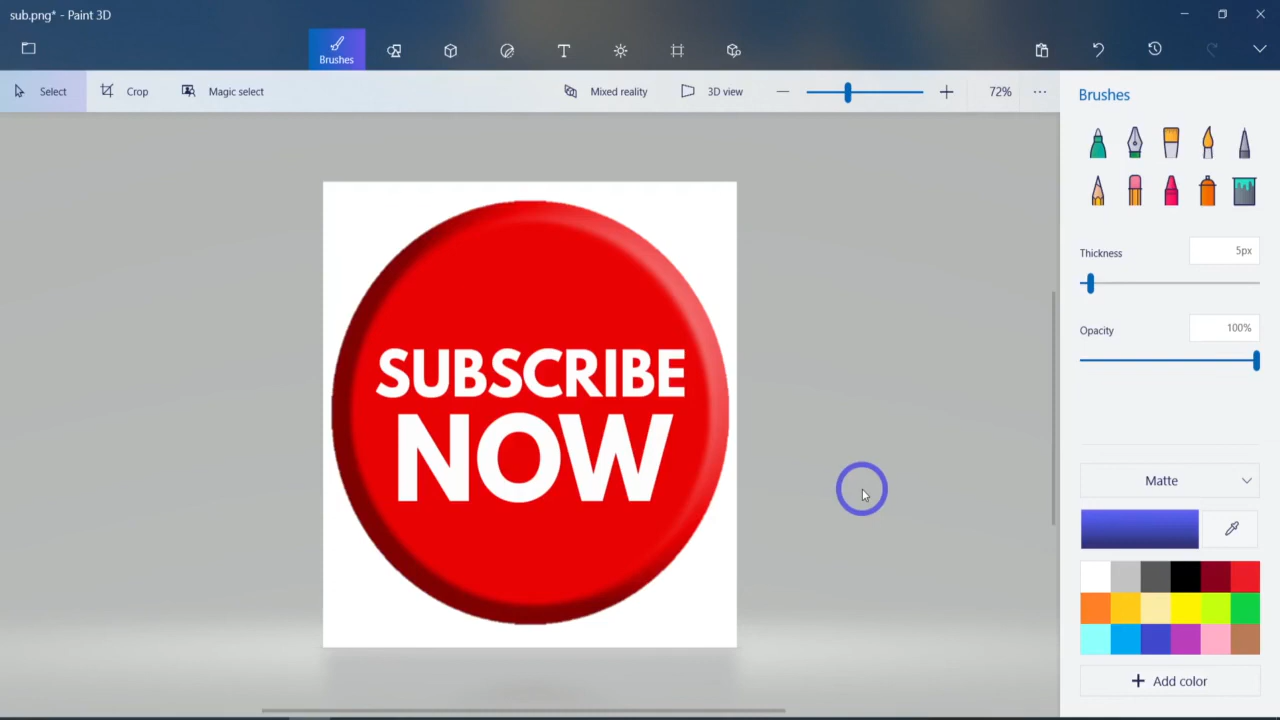 sub.png* - Paint 3D
Brushes
Select
Crop
Magic select
Mixed reality
3D view
72%
Brushes
Thickness
5px
Opacity
100%
Matte
Add color
SUBSCRIBE
NOW